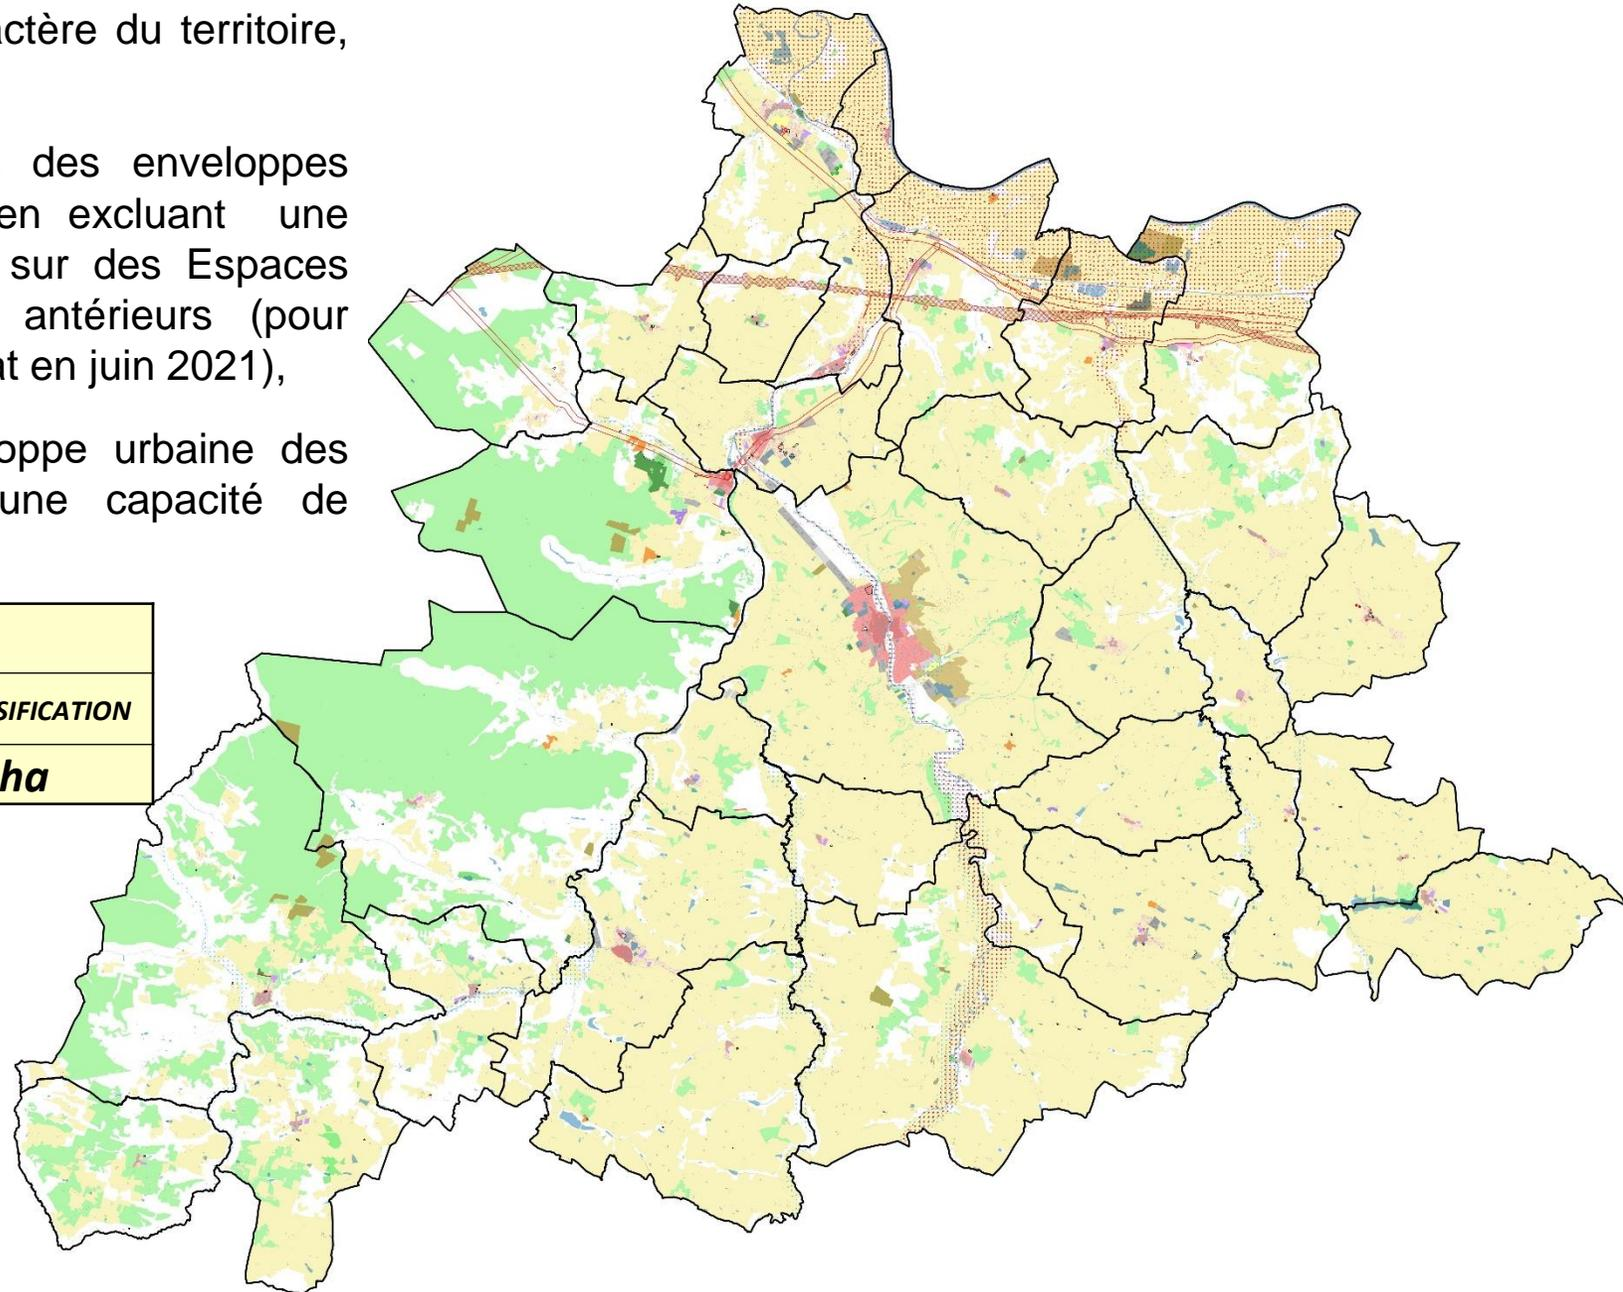 actère du territoire,
des enveloppes
en excluant une
sur des Espaces
antérieurs (pour
at en juin 2021),
oppe urbaine des
une capacité de
SIFICATION
ha